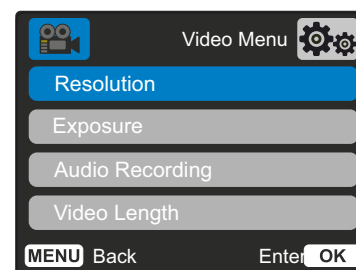 Video Menu
Resolution
Exposure
Audio Recording
Video Length
MENU Back Enter OK